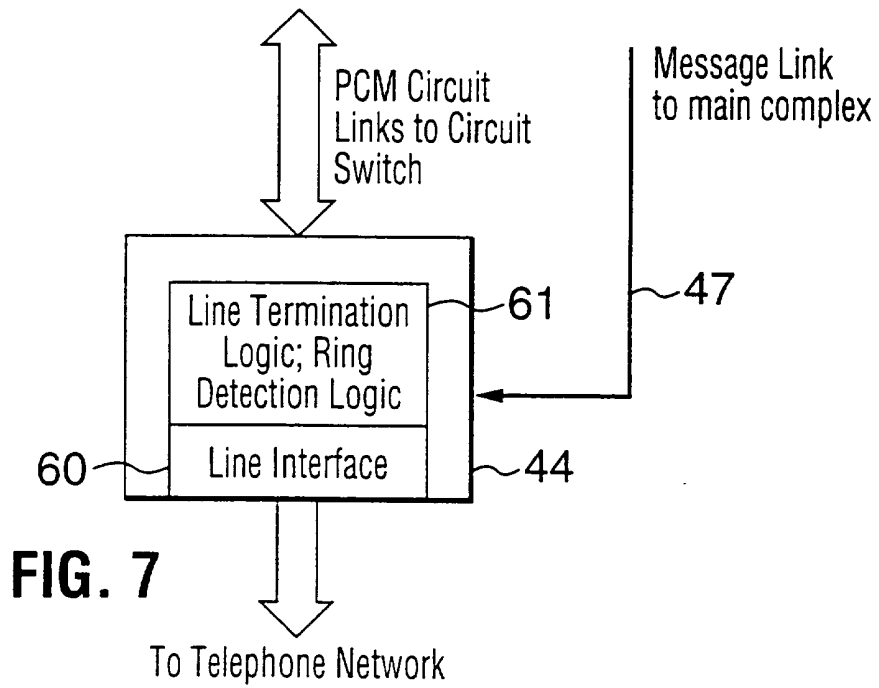 PCM Circuit
Links to Circuit
Switch
Message Link
to main complex
61
47
Line Termination
Logic; Ring
Detection Logic
60
Line Interface
44
FIG. 7
To Telephone Network